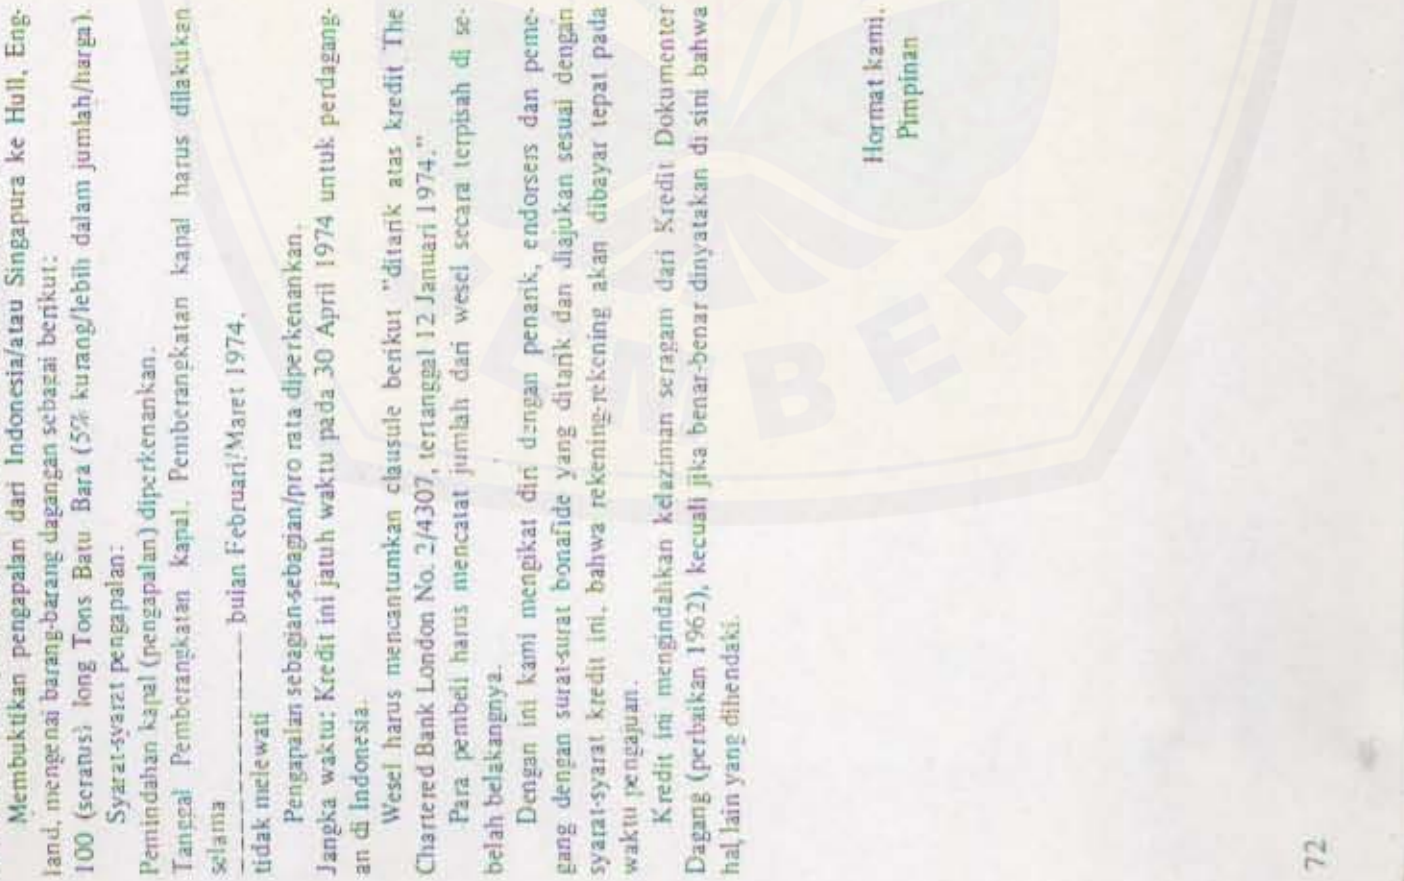 Membuktikan pengapalan dari Indonesia/atau Singapura ke Hull, Eng-
land, mengenai barang-barang dagangan sebagai berikut:
100 (seratus) long Tons Batu Bara (5% kurang/lebih dalam jumlah/harga).
Syarat-syarat pengapalan:
Pemindahan kapal (pengapalan) diperkenankan.
Tanggal Pemberangkatan kapal. Pemberangkatan kapal harus dilakukan
selama
———————— bulan Februari/Maret 1974.
tidak melewati
Pengapalan sebagian-sebagian/pro rata diperkenankan.
Jangka waktu: Kredit ini jatuh waktu pada 30 April 1974 untuk perdagang-
an di Indonesia.
Wesel harus mencantumkan clausule berikut "ditarik atas kredit The
Chartered Bank London No. 2/4307, tertanggal 12 Januari 1974."
Para pembeli harus mencatat jumlah dari wesel secara terpisah di se-
belah belakangnya.
Dengan ini kami mengikat diri dengan penarik, endorsers dan peme-
gang dengan surat-surat bonafide yang ditarik dan diajukan sesuai dengan
syarat-syarat kredit ini, bahwa rekening-rekening akan dibayar tepat pada
waktu pengajuan.
Kredit ini mengindahkan kelaziman seragam dari Kredit Dokumenter
Dagang (perbaikan 1962), kecuali jika benar-benar dinyatakan di sini bahwa
hal, lain yang dihendaki.
Hormat kami.
Pimpinan
72
EMBER